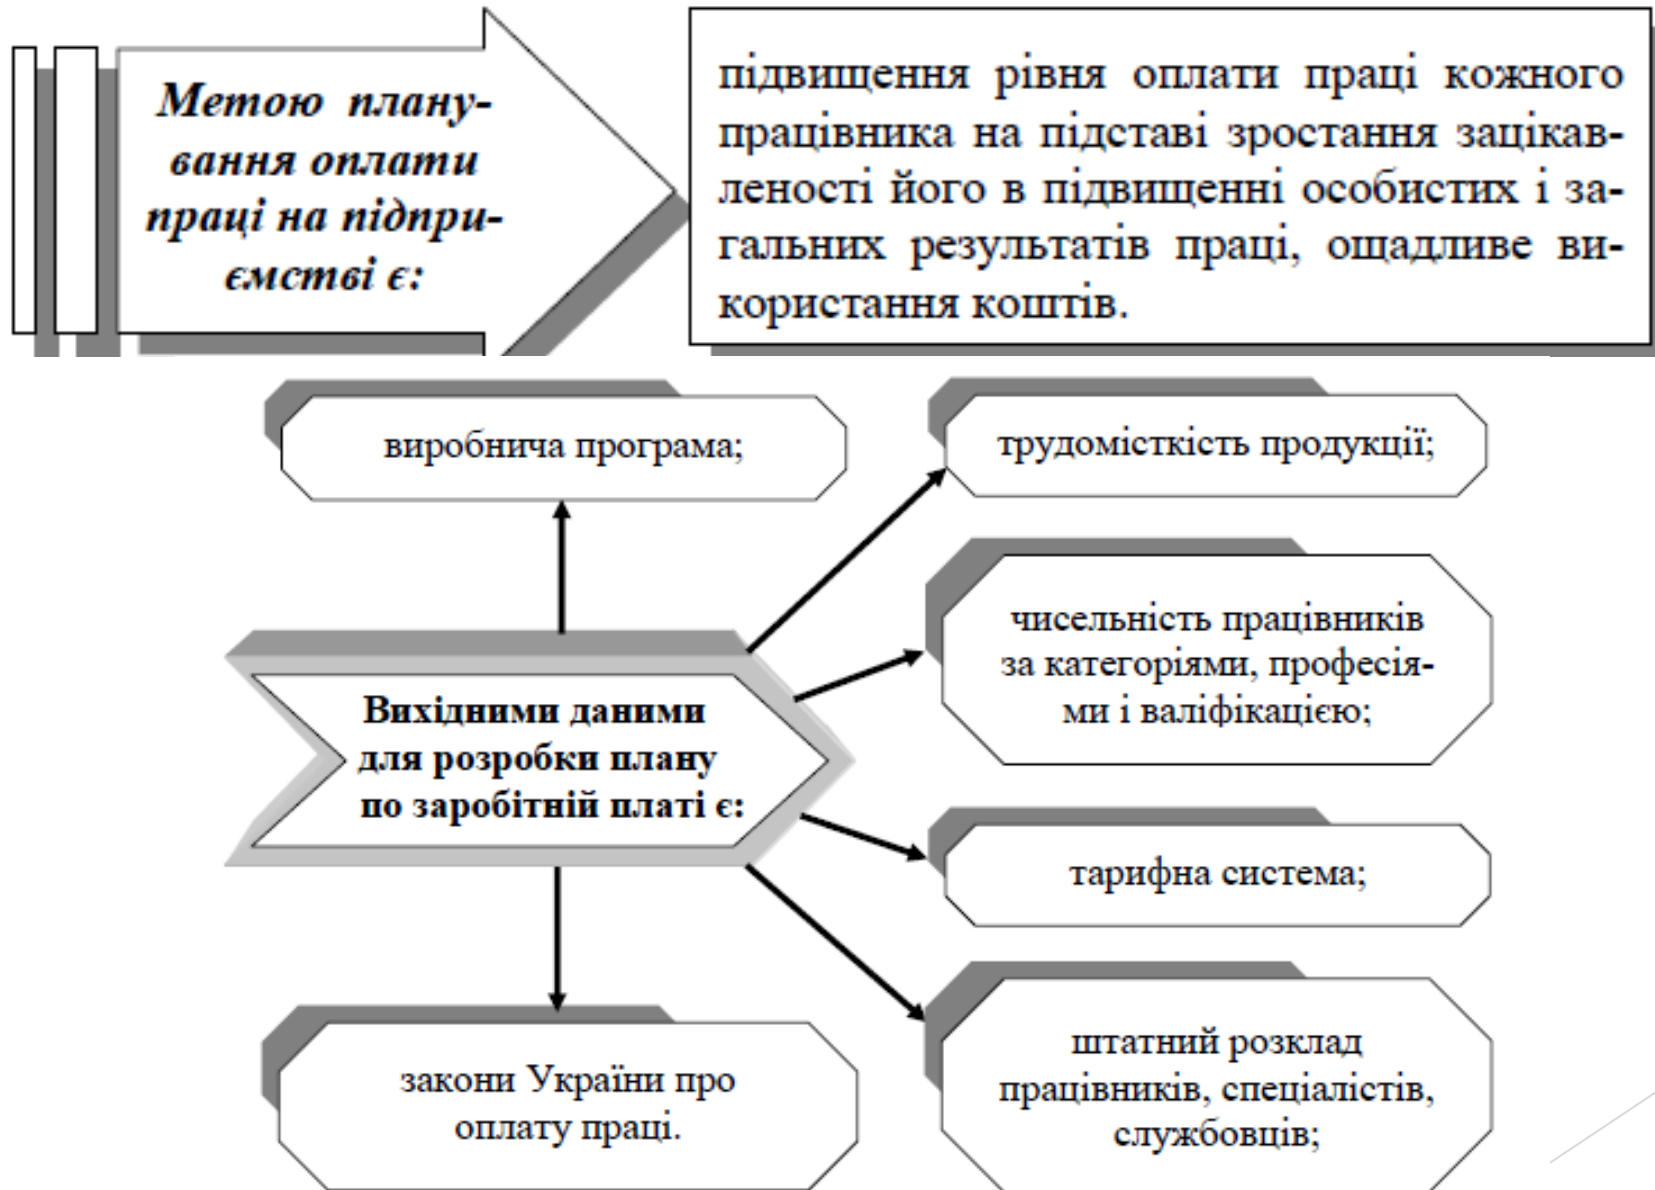 Метою плану-
вання оплати
праці на підпри-
ємстві є:
підвищення рівня оплати праці кожного
працівника на підставі зростання зацікав-
леності його в підвищенні особистих і за-
гальних результатів праці, ощадливе ви-
користання коштів.
виробнича програма;
трудомісткість продукції;
чисельність працівників
за категоріями, професія-
ми і валіфікацією;
Вихідними даними
для розробки плану
по заробітній платі є:
тарифна система;
штатний розклад
працівників, спеціалістів,
службовців;
закони України про
оплату праці.